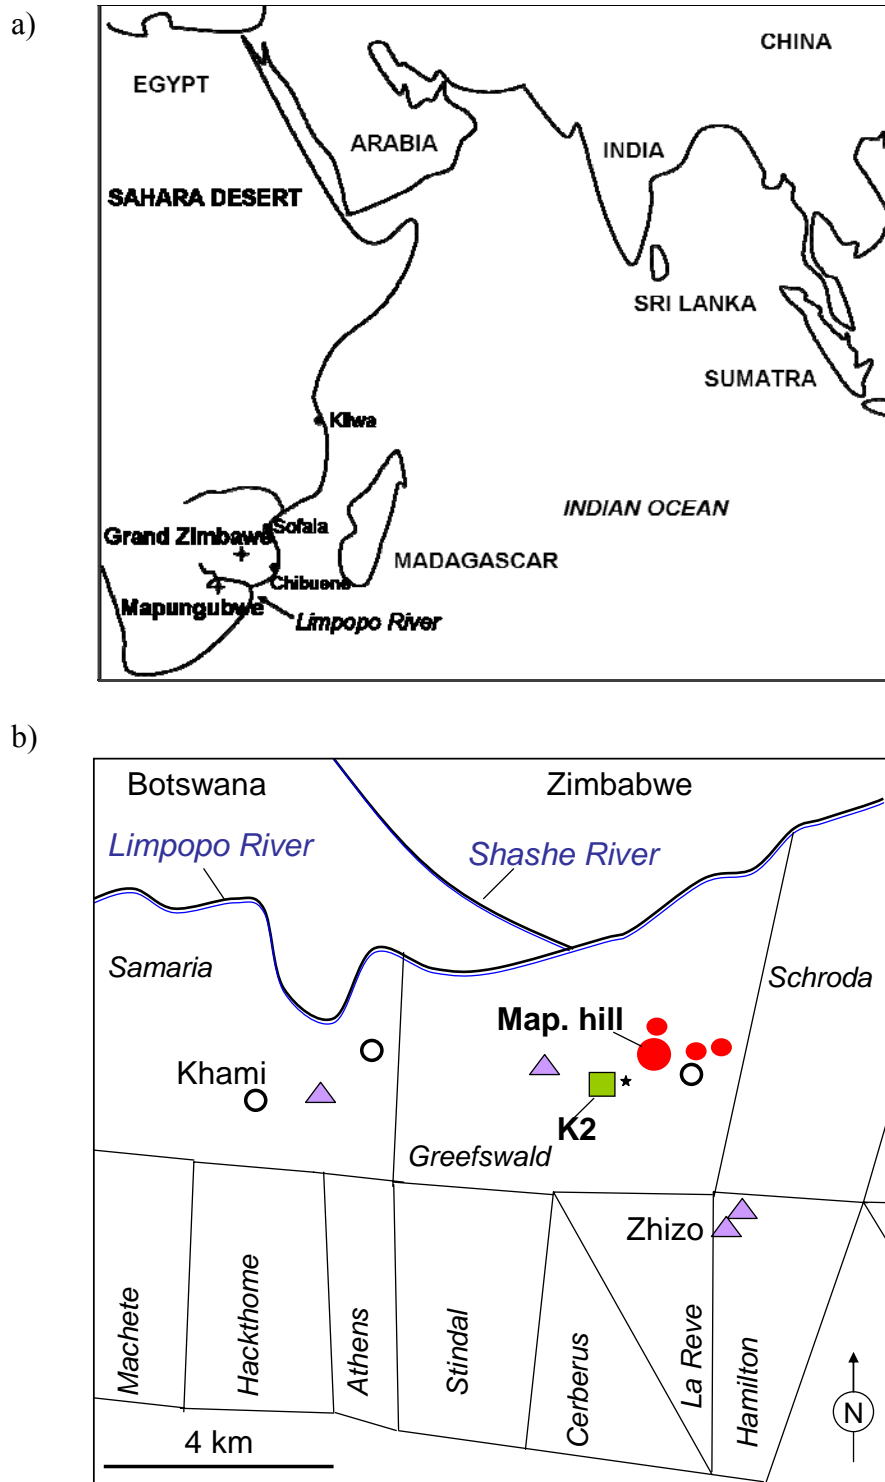 a)
CHINA
EGYPT
ARABIA
INDIA
SAHARA DESERT
SRI LANKA
SUMATRA
Kilwa
INDIAN OCEAN
Sofala
Grand Zimbawe
MADAGASCAR
Chibuene
Mapungubwe
Limpopo River
b)
Botswana
Zimbabwe
Limpopo River
Shashe River
Samaria
Schroda
Map. hill
Khami
K2
Greefswald
Zhizo
Machete
Hackthome
Athens
Stindal
Cerberus
La Reve
Hamilton
N
4 km